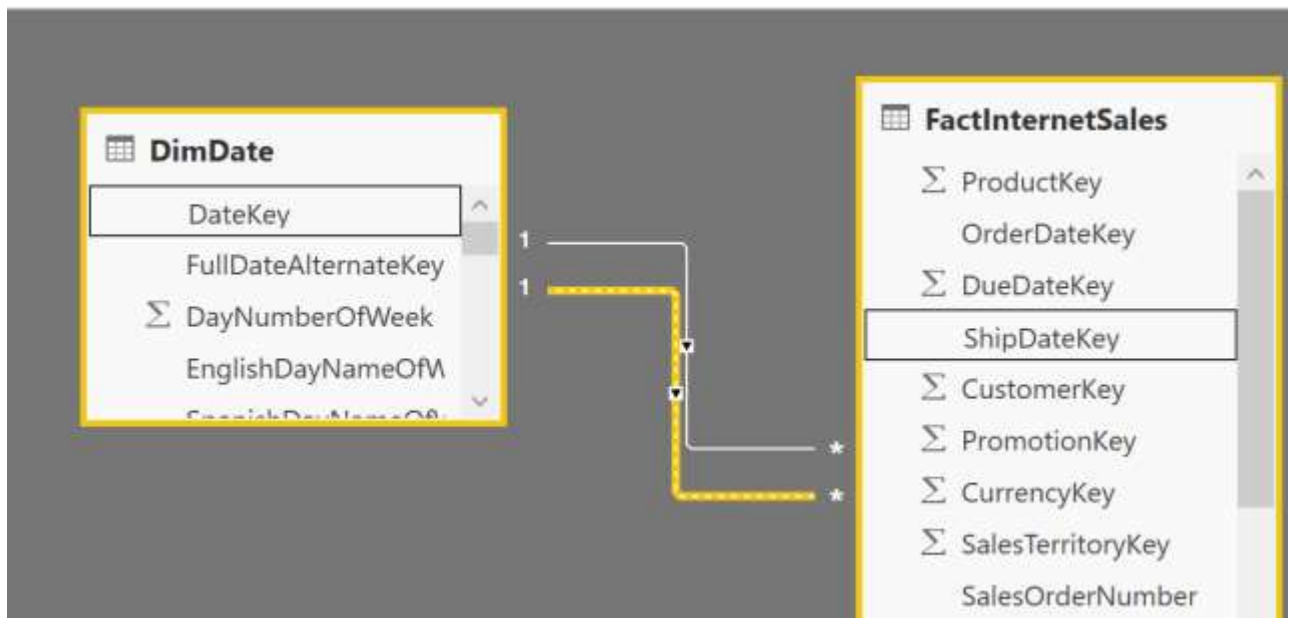 DimDate
DateKey
FullDateAlternateKey
DayNumberOfWeek
EnglishDayNameOfW
1
1
*
*
FactInternetSales
ProductKey
OrderDateKey
DueDateKey
ShipDateKey
CustomerKey
PromotionKey
CurrencyKey
SalesTerritoryKey
SalesOrderNumber